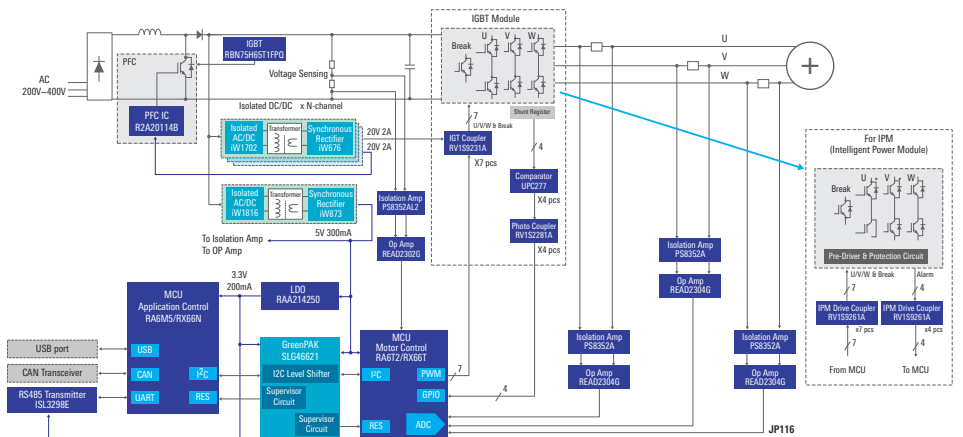 IGBT Module
U V W
Break
IGBT
RBN75H65T1FPQ
PFC
Voltage Sensing
AC
200V~400V
PFC IC
R2A20114B
Isolated DC/DC x N-channel
Isolated
AC/DC
iW1702
Transformer
Synchronous
Rectifier
iW676
20V 2A
20V 2A
7
U/V/W & Break
Shunt Register
IGT Coupler
RV1S9231A
X7 pcs
4
Comparator
UPC277
X4 pcs
Photo Coupler
RV1S2281A
X4 pcs
U
V
W
Isolated
AC/DC
iW1816
Transformer
Synchronous
Rectifier
iW873
5V 300mA
Isolation Amp
PS8352AL2
Op Amp
READ2302G
To Isolation Amp
To OP Amp
3.3V
200mA
LDO
RAA214250
MCU
Application Control
RA6M5/RX66N
USB
CAN
UART
I²C
RES
USB port
CAN Transceiver
RS485 Transmitter
ISL3298E
GreenPAK
SLG46621
I2C Level Shifter
Supervisor
Circuit
Supervisor
Circuit
MCU
Motor Control
RA6T2/RX66T
I²C
PWM
GPIO
RES
ADC
7
4
Isolation Amp
PS8352A
Op Amp
READ2304G
Isolation Amp
PS8352A
Op Amp
READ2304G
Isolation Amp
PS8352A
Op Amp
READ2304G
For IPM
(Intelligent Power Module)
U V W
Break
Pre-Driver & Protection Circuit
U/V/W & Break
Alarm
7
4
IPM Drive Coupler
RV1S9261A
x7 pcs
IPM Drive Coupler
RV1S9261A
x4 pcs
7
4
From MCU
To MCU
JP116